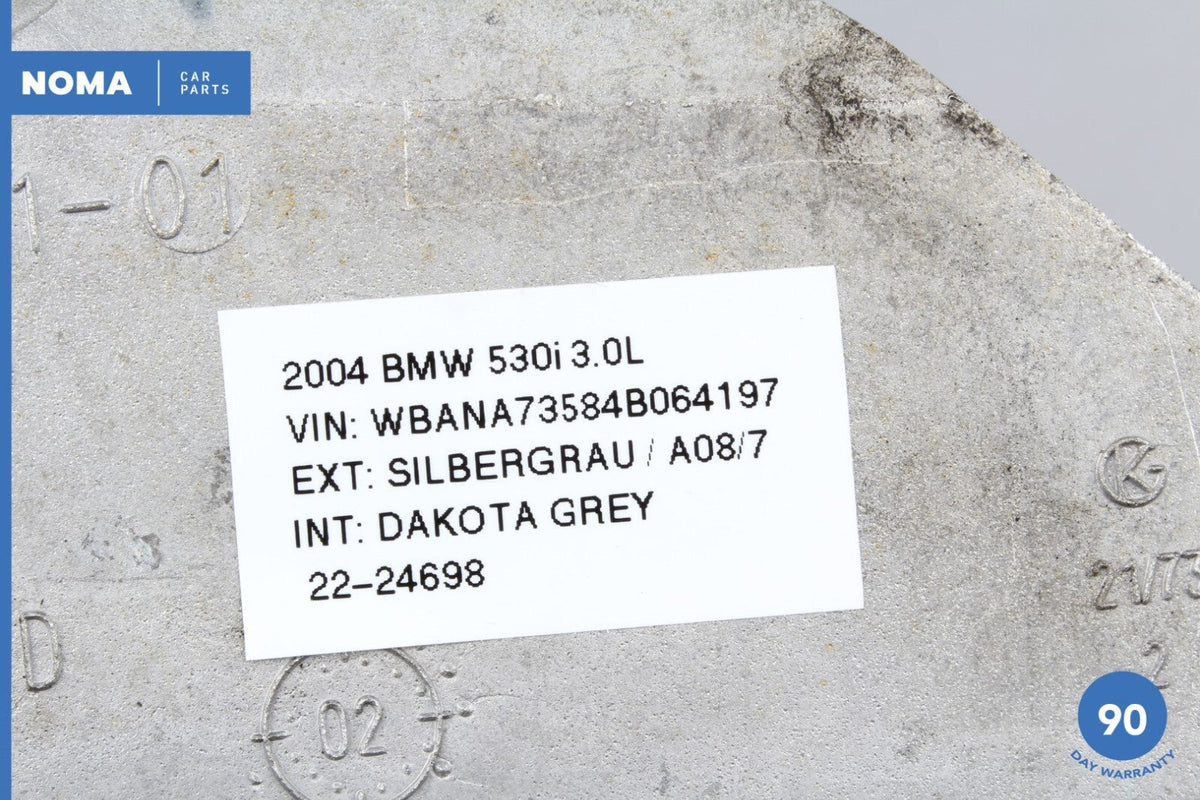 NOMA
CAR
PARTS
1-01
2004 BMW 530i 3.0L
VIN: WBANA73584B064197
EXT: SILBERGRAU / A08/7
INT: DAKOTA GREY
22-24698
D
02
2
90
DAY WARRANTY